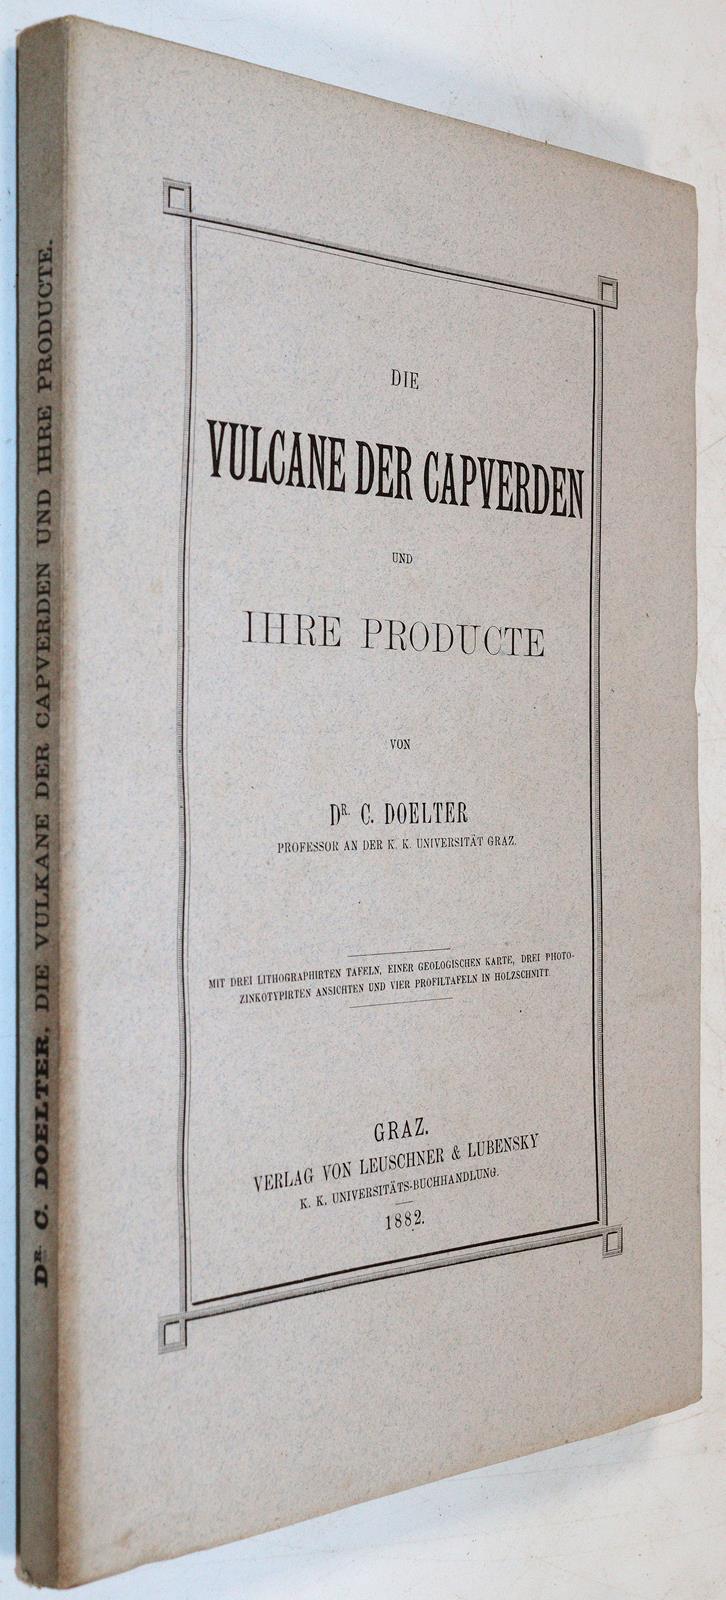 DR. C. DOELTER, DIE VULKANE DER CAPVERDEN UND IHRE PRODUCTE.
DIE
VULCANE DER CAPVERDEN
UND
IHRE PRODUCTE
VON
DR. C. DOELTER
PROFESSOR AN DER K. K. UNIVERSITÄT GRAZ.
MIT DREI LITHOGRAPHIRTEN TAFELN, EINER GEOLOGISCHEN KARTE, DREI PHOTO-
ZINKOTYPIRTEN ANSICHTEN UND VIER PROFILTAFELN IN HOLZSCHNITT
GRAZ.
VERLAG VON LEUSCHNER & LUBENSKY
K. K. UNIVERSITÄTS-BUCHHANDLUNG.
1882.